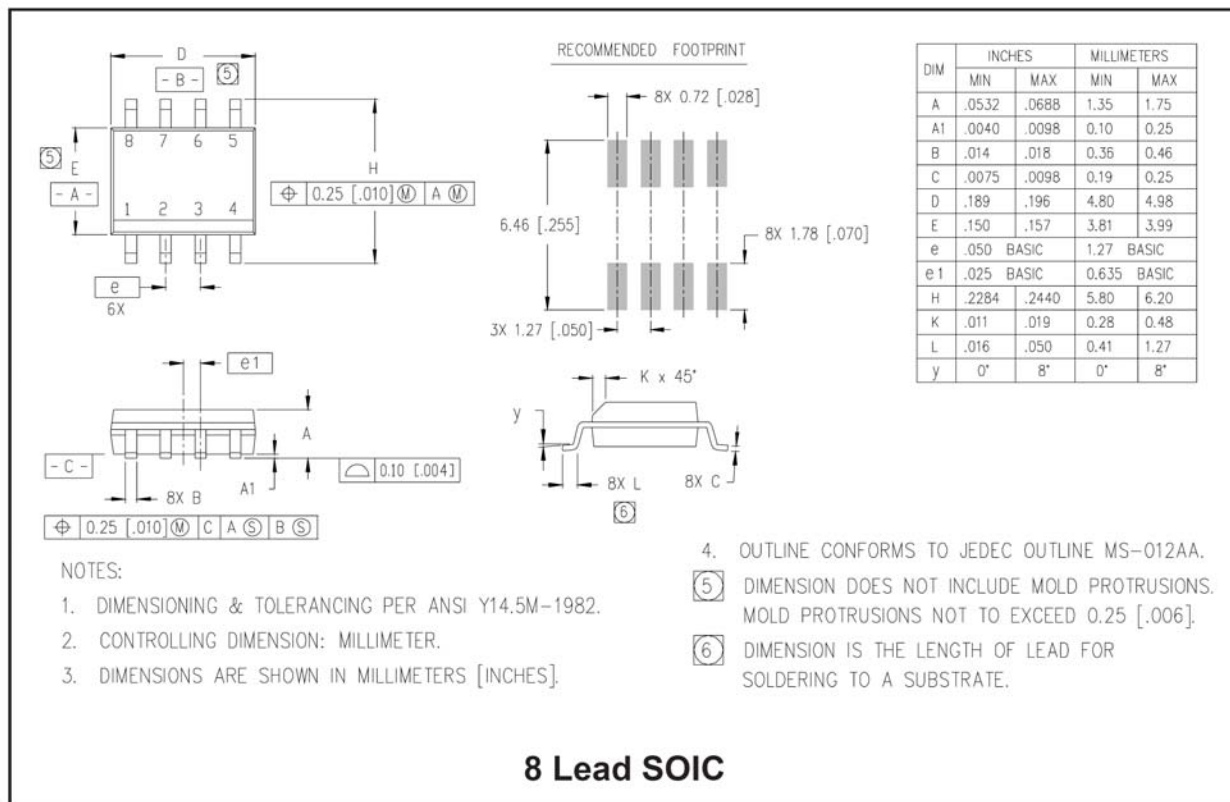 D
- B -
5
8 7 6 5
5
E
H
- A -
⌖ 0.25 [.010] Ⓜ A Ⓜ
1 2 3 4
e
6X
RECOMMENDED FOOTPRINT
8X 0.72 [.028]
6.46 [.255]
8X 1.78 [.070]
3X 1.27 [.050]
DIM INCHES MILLIMETERS
MIN MAX MIN MAX
A .0532 .0688 1.35 1.75
A1 .0040 .0098 0.10 0.25
B .014 .018 0.36 0.46
C .0075 .0098 0.19 0.25
D .189 .196 4.80 4.98
E .150 .157 3.81 3.99
e .050 BASIC 1.27 BASIC
e1 .025 BASIC 0.635 BASIC
H .2284 .2440 5.80 6.20
K .011 .019 0.28 0.48
L .016 .050 0.41 1.27
y 0° 8° 0° 8°
e1
A
- C -
A1
8X B
⌓ 0.10 [.004]
⌖ 0.25 [.010] Ⓜ C A Ⓢ B Ⓢ
K x 45°
y
8X L
8X C
6
NOTES:
1. DIMENSIONING & TOLERANCING PER ANSI Y14.5M-1982.
2. CONTROLLING DIMENSION: MILLIMETER.
3. DIMENSIONS ARE SHOWN IN MILLIMETERS [INCHES].
4. OUTLINE CONFORMS TO JEDEC OUTLINE MS-012AA.
5 DIMENSION DOES NOT INCLUDE MOLD PROTRUSIONS.
MOLD PROTRUSIONS NOT TO EXCEED 0.25 [.006].
6 DIMENSION IS THE LENGTH OF LEAD FOR
SOLDERING TO A SUBSTRATE.
8 Lead SOIC